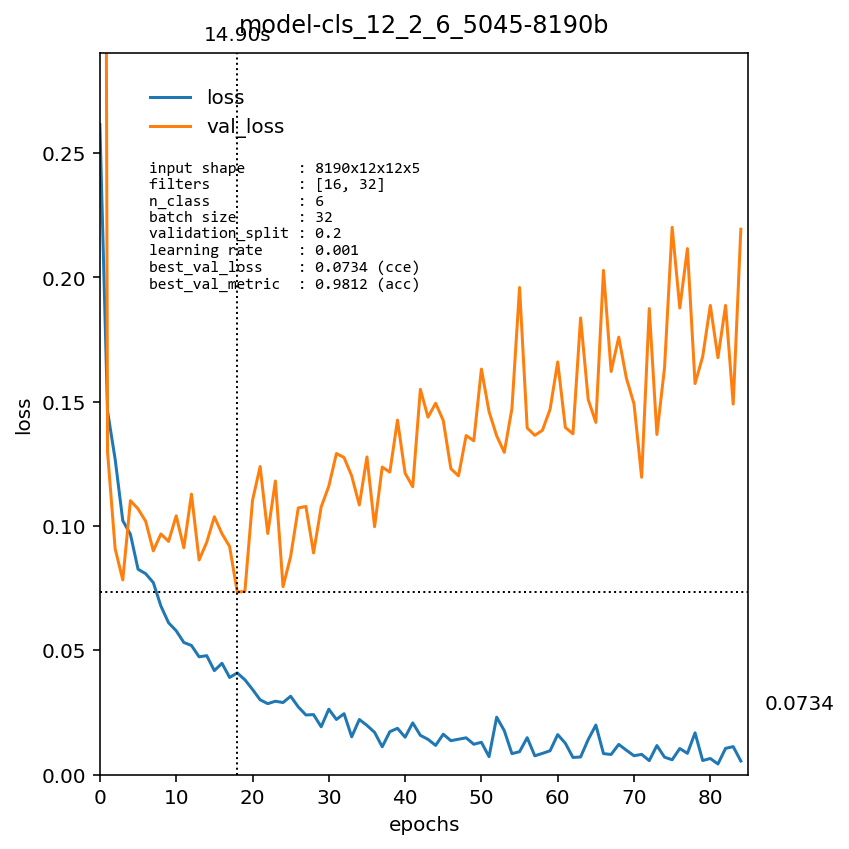 model-cls_12_2_6_5045-8190b
14.90s
loss
val_loss
input shape : 8190x12x12x5
filters : [16, 32]
n_class : 6
batch size : 32
validation_split : 0.2
learning rate : 0.001
best_val_loss : 0.0734 (cce)
best_val_metric : 0.9812 (acc)
0.25
0.20
0.15
0.10
0.05
0.00
loss
0.0734
0 10 20 30 40 50 60 70 80
epochs